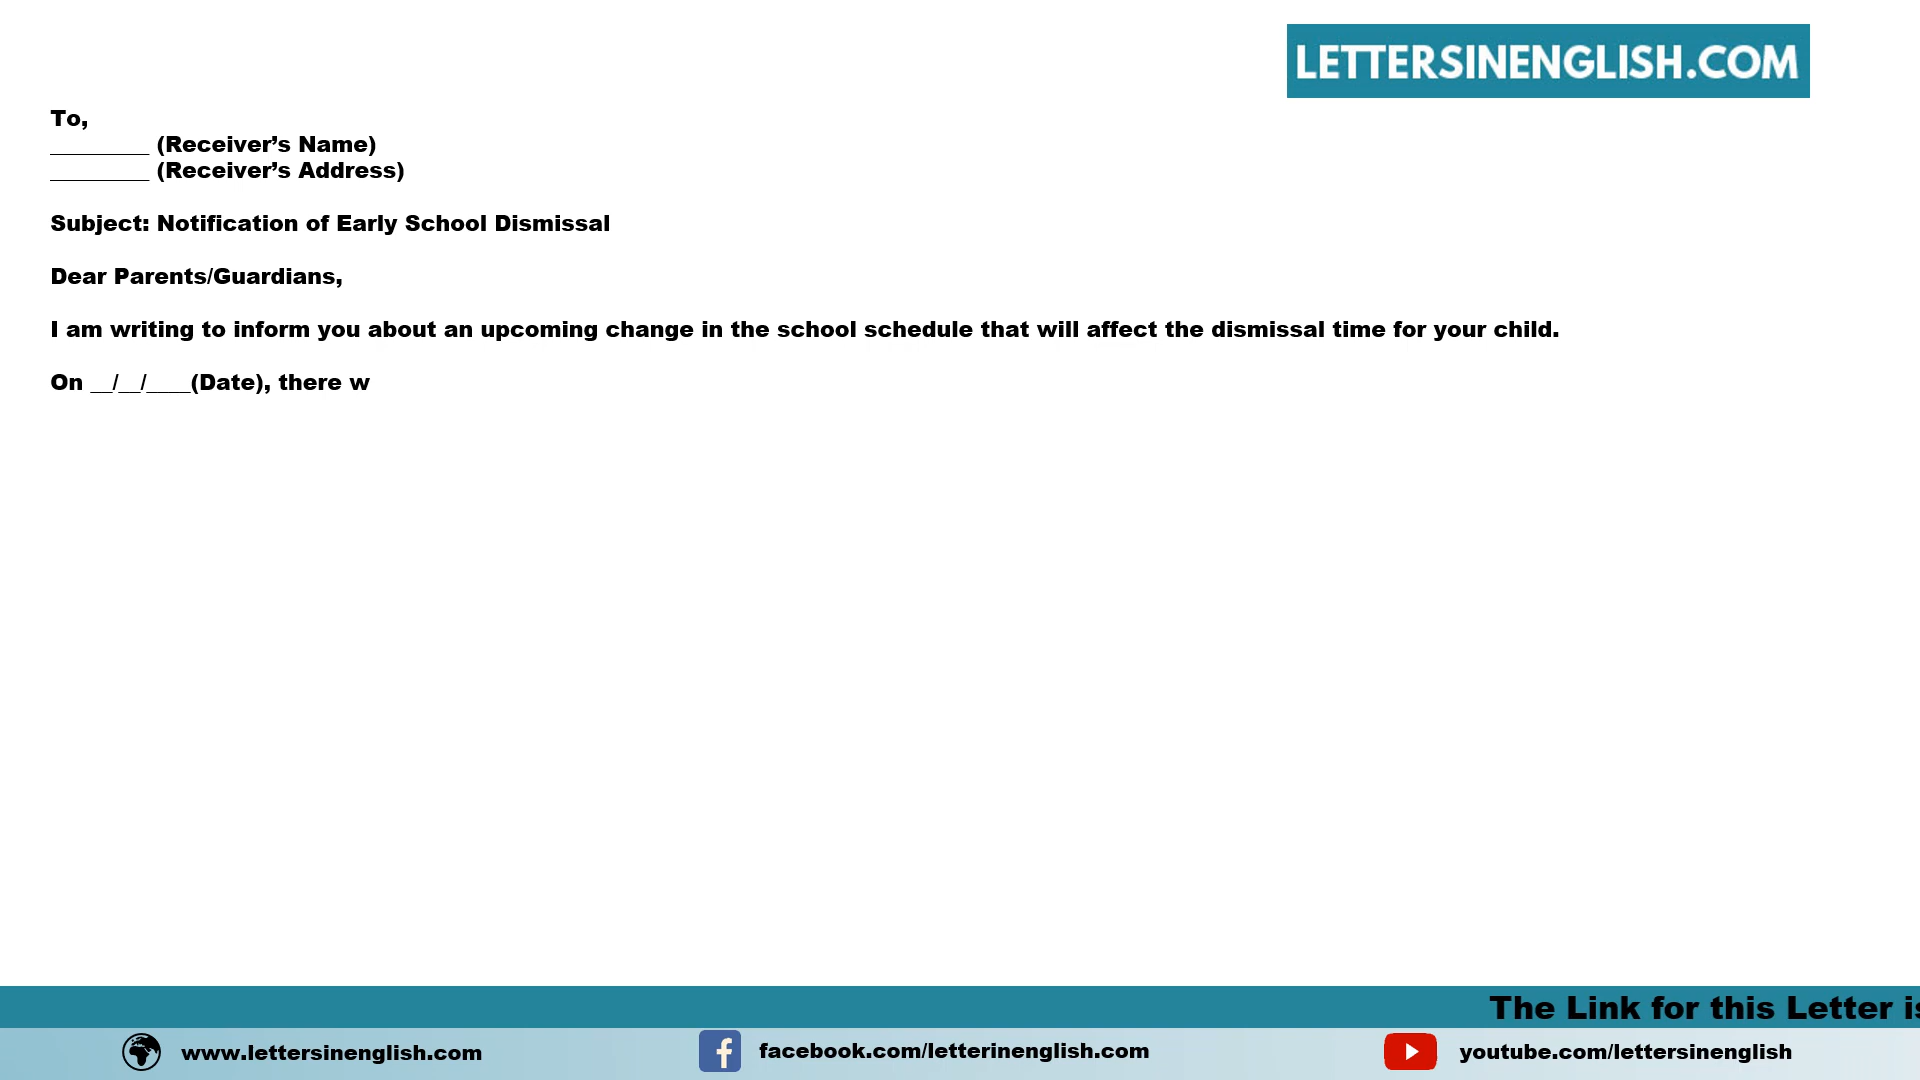 LETTERSINENGLISH.COM
To,
_________ (Receiver’s Name)
_________ (Receiver’s Address)
Subject: Notification of Early School Dismissal
Dear Parents/Guardians,
I am writing to inform you about an upcoming change in the school schedule that will affect the dismissal time for your child.
On __/__/____(Date), there w
The Link for this Letter is
www.lettersinenglish.com
facebook.com/letterinenglish.com
youtube.com/lettersinenglish